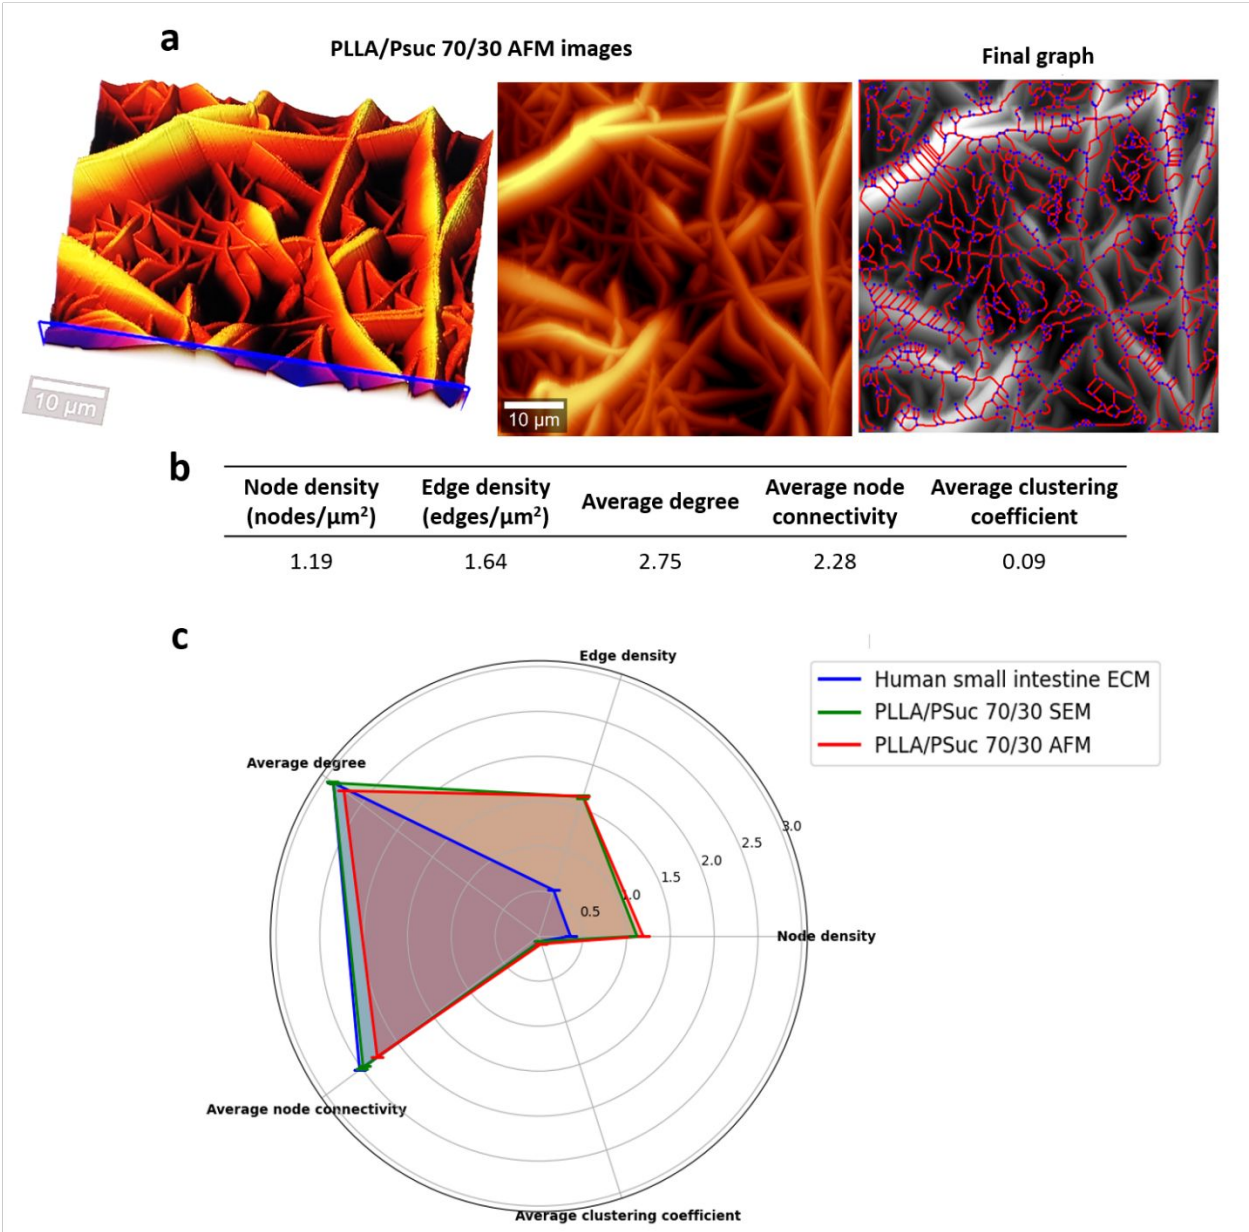 a
PLLA/Psuc 70/30 AFM images
Final graph
10 µm
10 µm
b
Node density
(nodes/µm²)
Edge density
(edges/µm²)
Average degree
Average node
connectivity
Average clustering
coefficient
1.19
1.64
2.75
2.28
0.09
c
Edge density
Human small intestine ECM
PLLA/PSuc 70/30 SEM
PLLA/PSuc 70/30 AFM
Average degree
3.0
2.5
2.0
1.5
1.0
0.5
Node density
Average node connectivity
Average clustering coefficient